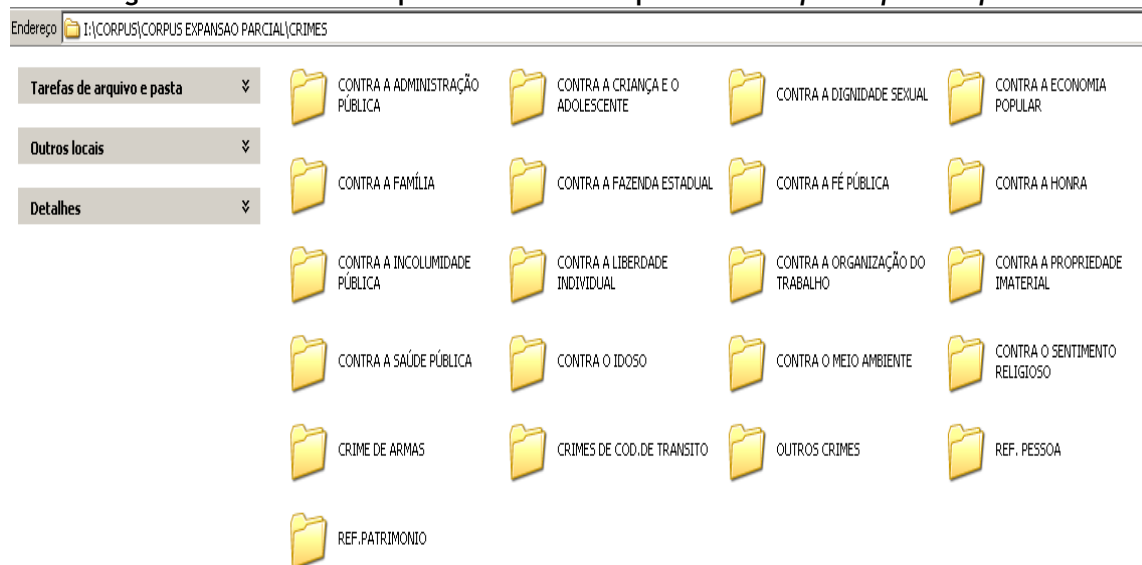 Endereço I:\CORPUS\CORPUS EXPANSAO PARCIAL\CRIMES
Tarefas de arquivo e pasta
Outros locais
Detalhes
CONTRA A ADMINISTRAÇÃO
PÚBLICA
CONTRA A CRIANÇA E O
ADOLESCENTE
CONTRA A DIGNIDADE SEXUAL
CONTRA A ECONOMIA
POPULAR
CONTRA A FAMÍLIA
CONTRA A FAZENDA ESTADUAL
CONTRA A FÉ PÚBLICA
CONTRA A HONRA
CONTRA A INCOLUMIDADE
PÚBLICA
CONTRA A LIBERDADE
INDIVIDUAL
CONTRA A ORGANIZAÇÃO DO
TRABALHO
CONTRA A PROPRIEDADE
IMATERIAL
CONTRA A SAÚDE PÚBLICA
CONTRA O IDOSO
CONTRA O MEIO AMBIENTE
CONTRA O SENTIMENTO
RELIGIOSO
CRIME DE ARMAS
CRIMES DE COD.DE TRANSITO
OUTROS CRIMES
REF. PESSOA
REF.PATRIMONIO